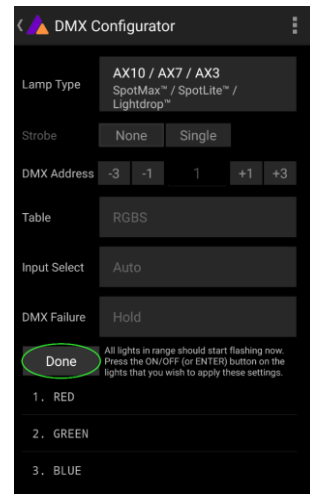 DMX Configurator
Lamp Type
AX10 / AX7 / AX3
SpotMax™ / SpotLite™ /
Lightdrop™
Strobe None Single
DMX Address -3 -1 1 +1 +3
Table RGBS
Input Select Auto
DMX Failure Hold
Done
All lights in range should start flashing now.
Press the ON/OFF (or ENTER) button on the
lights that you wish to apply these settings.
1. RED
2. GREEN
3. BLUE